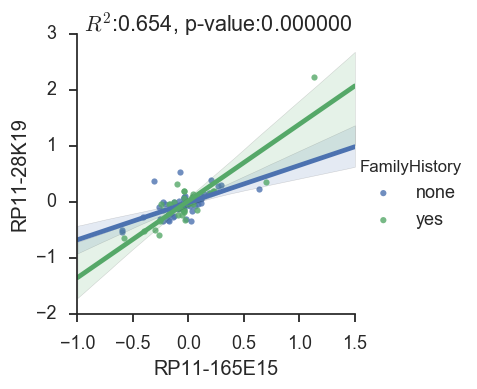 R²:0.654, p-value:0.000000
3
2
1
0
−1
−2
RP11-28K19
−1.0 −0.5 0.0 0.5 1.0 1.5
RP11-165E15
FamilyHistory
none
yes